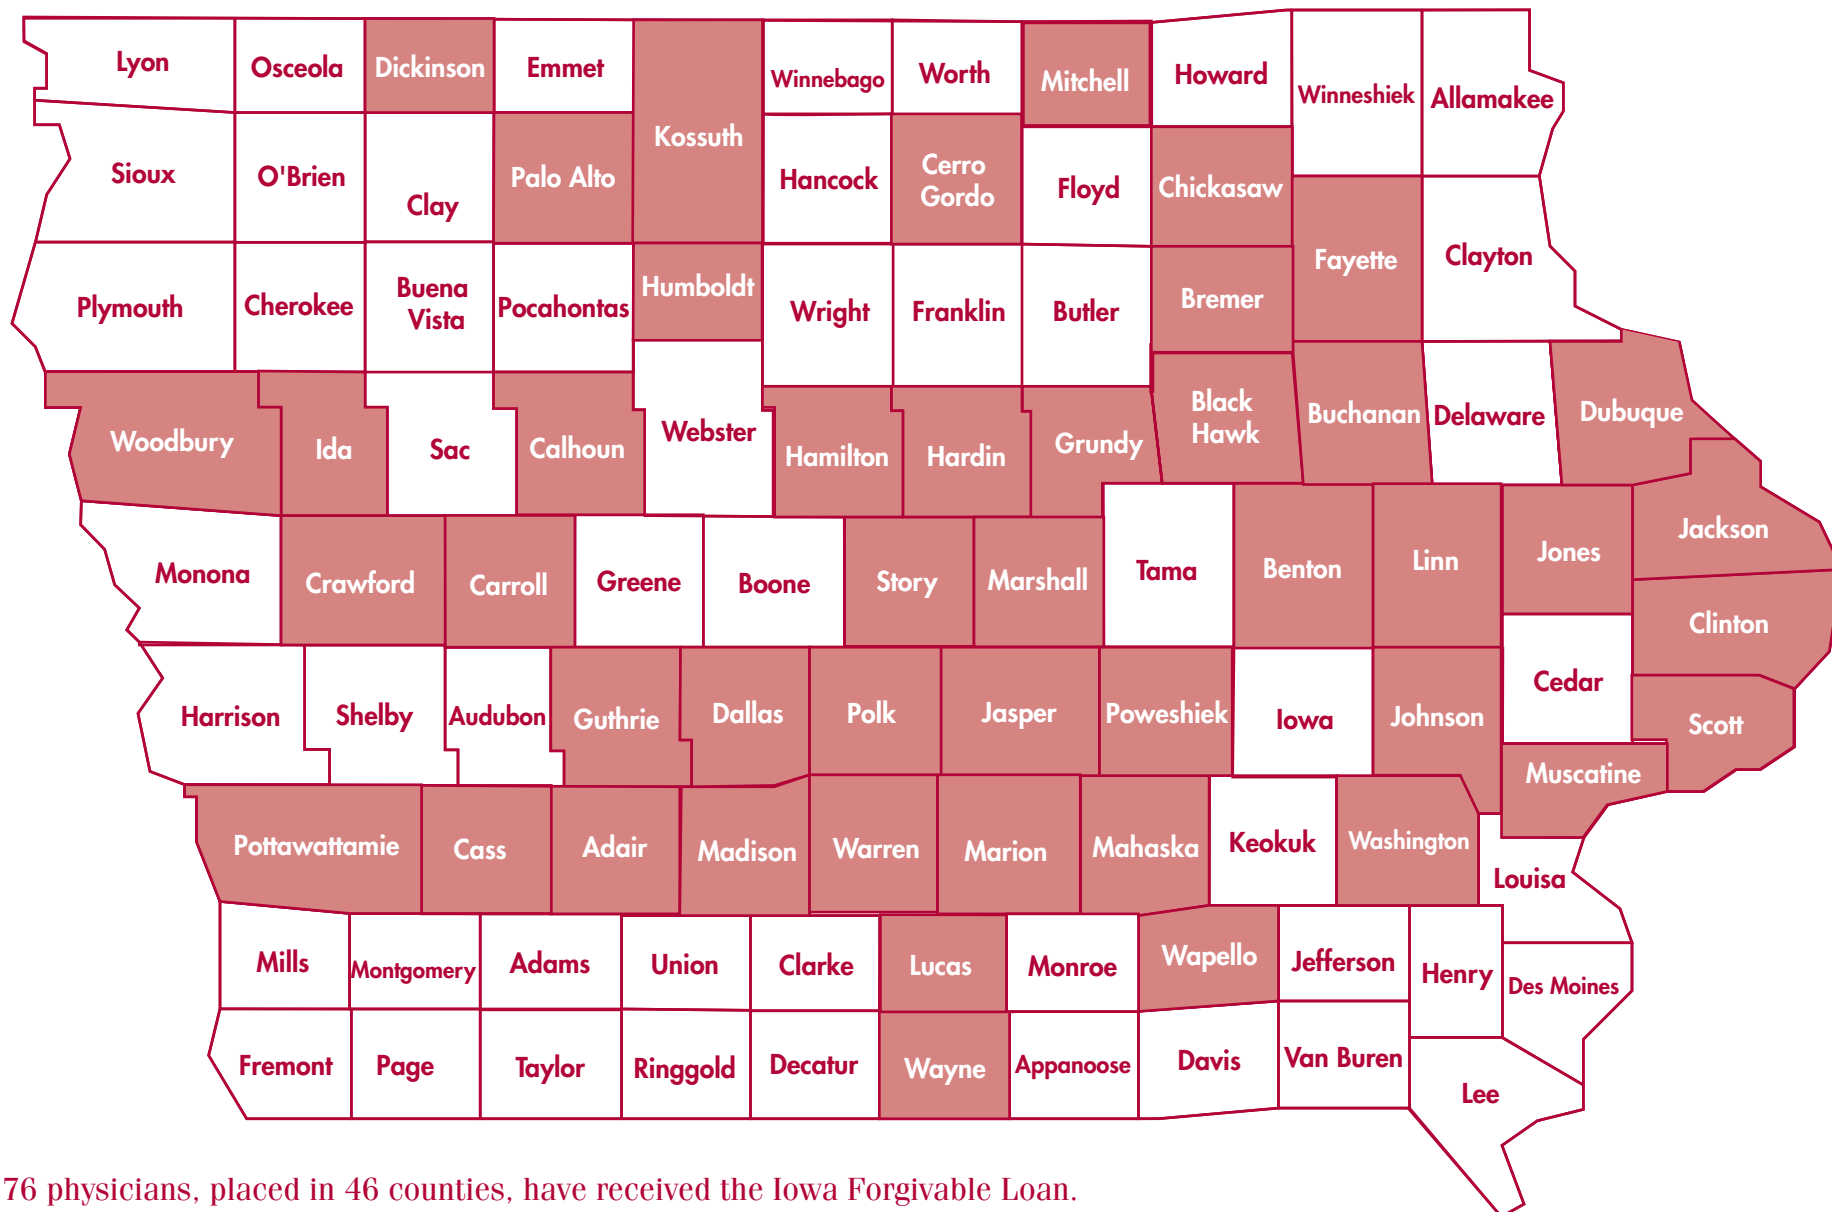 Lyon
Osceola
Dickinson
Emmet
Kossuth
Winnebago
Worth
Mitchell
Howard
Winneshiek
Allamakee
Sioux
O'Brien
Clay
Palo Alto
Hancock
Cerro
Gordo
Floyd
Chickasaw
Fayette
Clayton
Plymouth
Cherokee
Buena
Vista
Pocahontas
Humboldt
Wright
Franklin
Butler
Bremer
Woodbury
Ida
Sac
Calhoun
Webster
Hamilton
Hardin
Grundy
Black
Hawk
Buchanan
Delaware
Dubuque
Monona
Crawford
Carroll
Greene
Boone
Story
Marshall
Tama
Benton
Linn
Jones
Jackson
Clinton
Harrison
Shelby
Audubon
Guthrie
Dallas
Polk
Jasper
Poweshiek
Iowa
Johnson
Cedar
Scott
Muscatine
Pottawattamie
Cass
Adair
Madison
Warren
Marion
Mahaska
Keokuk
Washington
Louisa
Mills
Montgomery
Adams
Union
Clarke
Lucas
Monroe
Wapello
Jefferson
Henry
Des Moines
Fremont
Page
Taylor
Ringgold
Decatur
Wayne
Appanoose
Davis
Van Buren
Lee
76 physicians, placed in 46 counties, have received the Iowa Forgivable Loan.